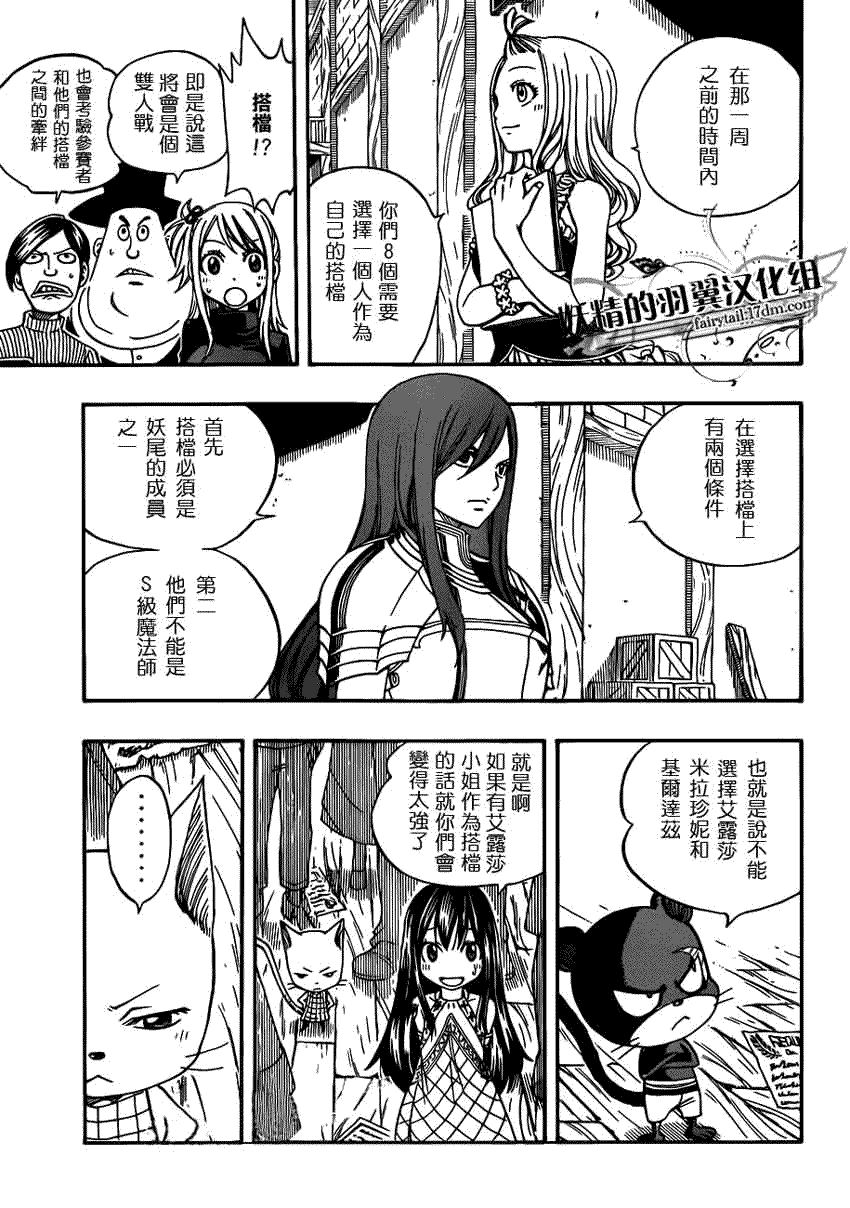 在那一周
之前的時間內
你們8個需要
選擇一個人作為
自己的搭檔
妖精的羽翼汉化组
fairytail.17dm.com
搭檔!?
即是說這
將會是個
雙人戰
也會考驗參賽者
和他們的搭檔
之間的牽絆
在選擇搭檔上
有兩個條件
首先
搭檔必須是
妖尾的成員
之一
第二
他們不能是
S級魔法師
也就是說不能
選擇艾露莎
米拉珍妮和
基爾達茲
就是啊
如果有艾露莎
小姐作為搭檔
的話就你們會
變得太強了
………